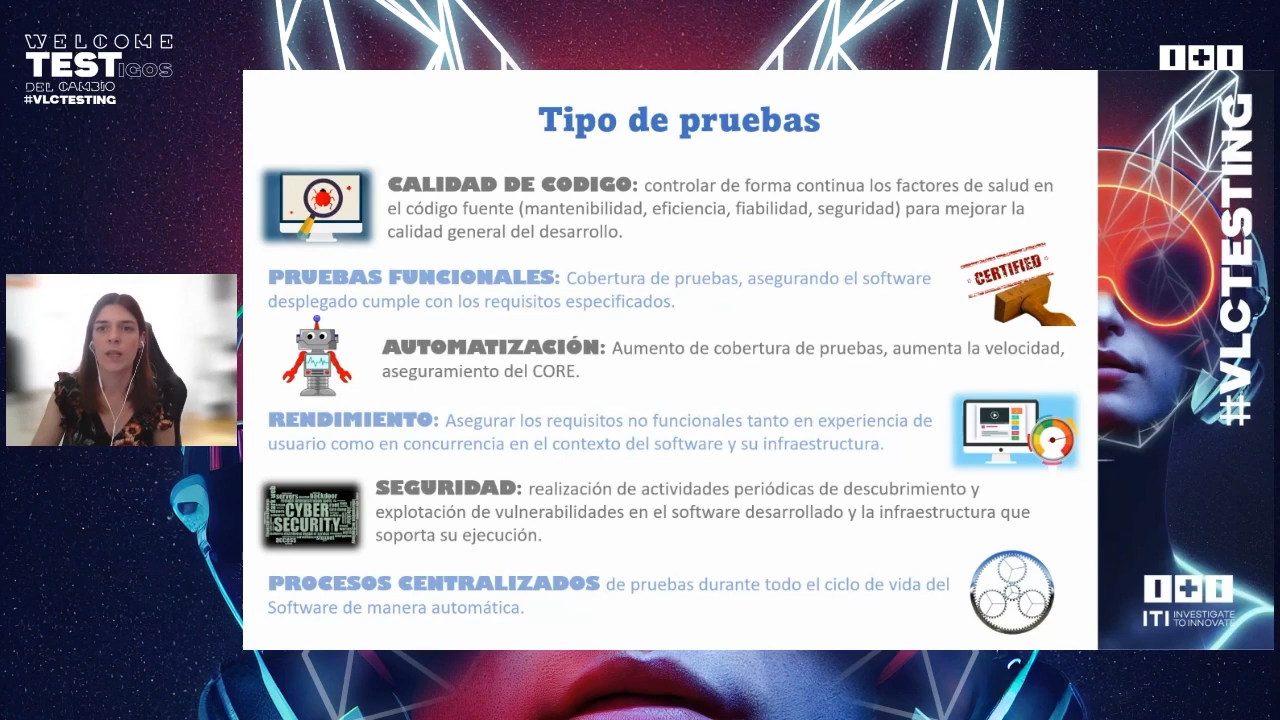 WELCOME
TESTIGOS
DEL CAMBIO
#VLCTESTING
Tipo de pruebas
CALIDAD DE CODIGO: controlar de forma continua los factores de salud en
el código fuente (mantenibilidad, eficiencia, fiabilidad, seguridad) para mejorar la
calidad general del desarrollo.
PRUEBAS FUNCIONALES: Cobertura de pruebas, asegurando el software
desplegado cumple con los requisitos especificados.
CERTIFIED
AUTOMATIZACIÓN: Aumento de cobertura de pruebas, aumenta la velocidad,
aseguramiento del CORE.
RENDIMIENTO: Asegurar los requisitos no funcionales tanto en experiencia de
usuario como en concurrencia en el contexto del software y su infraestructura.
servers
backdoor
CYBER
SECURITY
access
SEGURIDAD: realización de actividades periódicas de descubrimiento y
explotación de vulnerabilidades en el software desarrollado y la infraestructura que
soporta su ejecución.
PROCESOS CENTRALIZADOS de pruebas durante todo el ciclo de vida del
Software de manera automática.
#VLCTESTING
ITI INVESTIGATE
TO INNOVATE